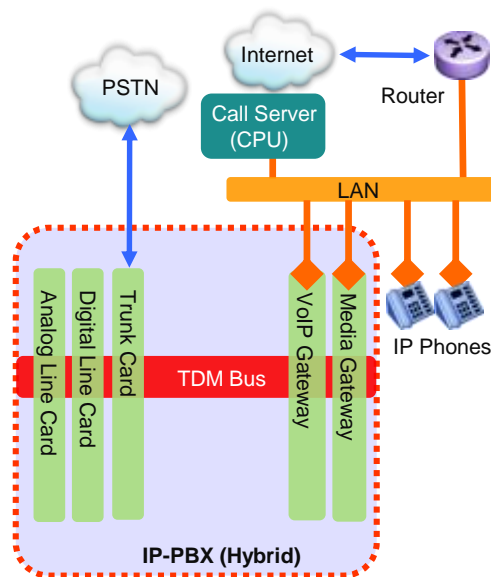 Internet
PSTN
Router
Call Server
(CPU)
LAN
Analog Line Card
Digital Line Card
Trunk Card
VoIP Gateway
Media Gateway
IP Phones
TDM Bus
IP-PBX (Hybrid)